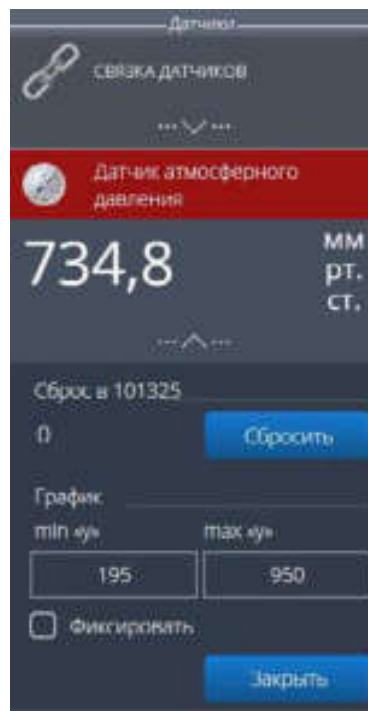 Датчики
СВЯЗКА ДАТЧИКОВ
Датчик атмосферного
давления
734,8
мм
рт.
ст.
Сброс в 101325
0
Сбросить
График
min «y»
max «y»
195
950
Фиксировать
Закрыть